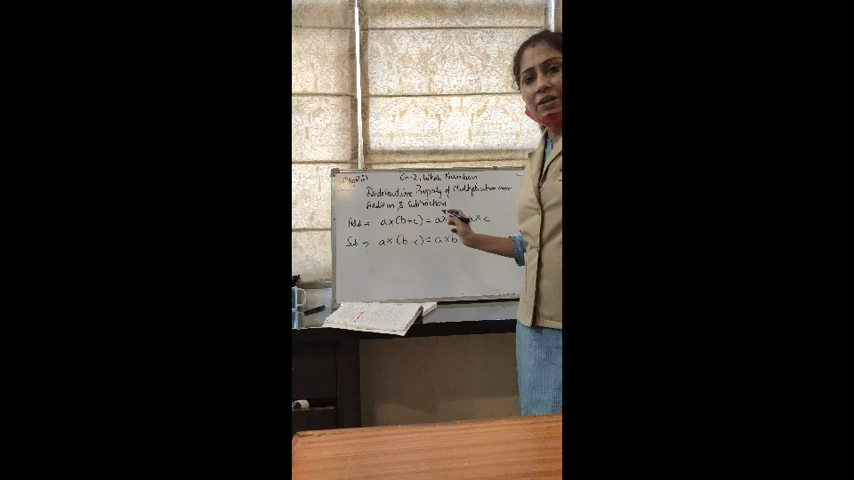 Ch-2, Whole Numbers
Distributive Property of Multiplication over
Addition & Subtraction
Add → a×(b+c) = a× a×c
Sub → a×(b-c) = a×b